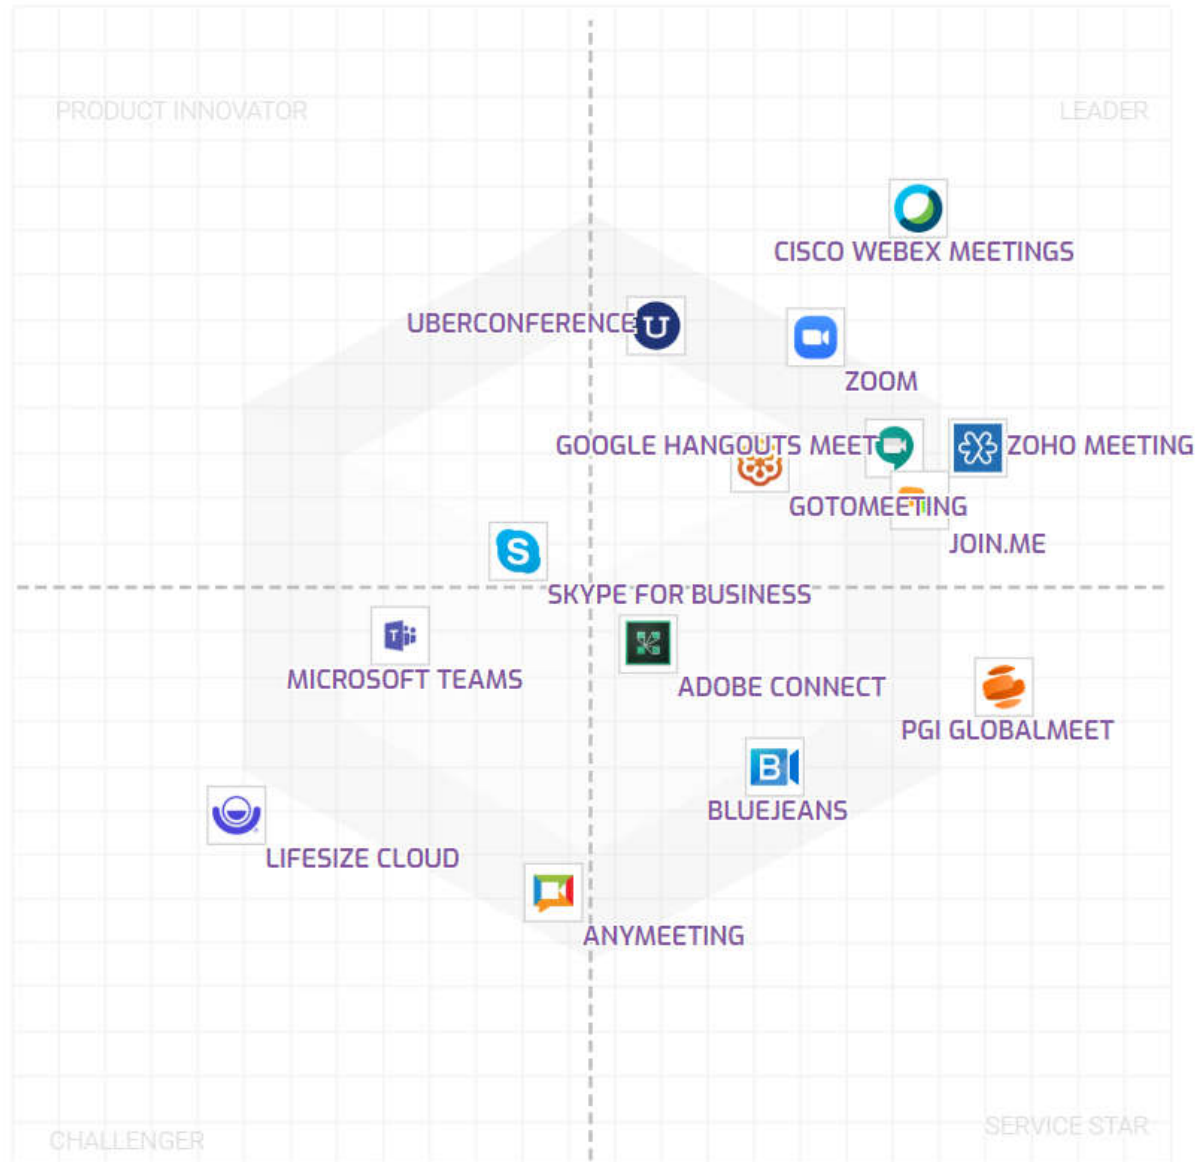 PRODUCT INNOVATOR
LEADER
CISCO WEBEX MEETINGS
UBERCONFERENCE
U
ZOOM
GOOGLE HANGOUTS MEET
ZOHO MEETING
GOTOMEETING
JOIN.ME
S
SKYPE FOR BUSINESS
T
MICROSOFT TEAMS
ADOBE CONNECT
PGI GLOBALMEET
B
BLUEJEANS
LIFESIZE CLOUD
ANYMEETING
SERVICE STAR
CHALLENGER